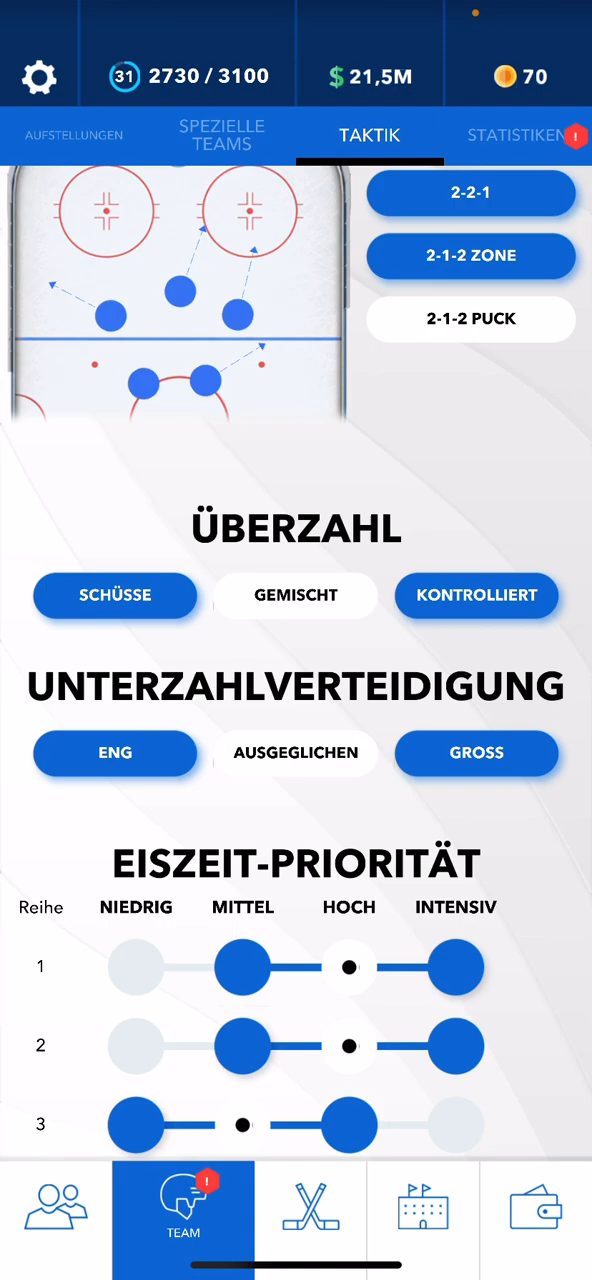 31 2730 / 3100 $ 21,5M 70
AUFSTELLUNGEN SPEZIELLE TEAMS TAKTIK STATISTIKEN !
2-2-1
2-1-2 ZONE
2-1-2 PUCK
ÜBERZAHL
SCHÜSSE GEMISCHT KONTROLLIERT
UNTERZAHLVERTEIDIGUNG
ENG AUSGEGLICHEN GROSS
EISZEIT-PRIORITÄT
Reihe NIEDRIG MITTEL HOCH INTENSIV
1
2
3
!
TEAM